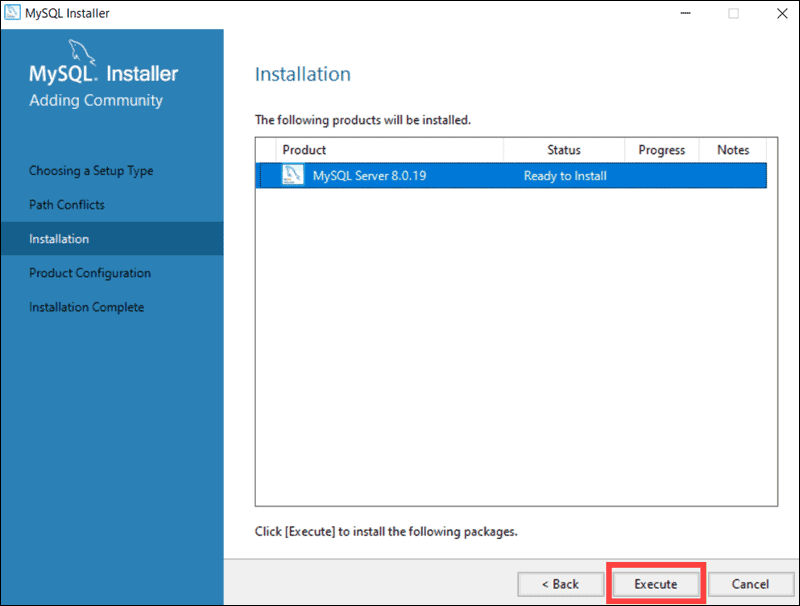 MySQL Installer
MySQL. Installer
Adding Community
Choosing a Setup Type
Path Conflicts
Installation
Product Configuration
Installation Complete
Installation
The following products will be installed.
Product Status Progress Notes
MySQL Server 8.0.19 Ready to Install
Click [Execute] to install the following packages.
< Back Execute Cancel